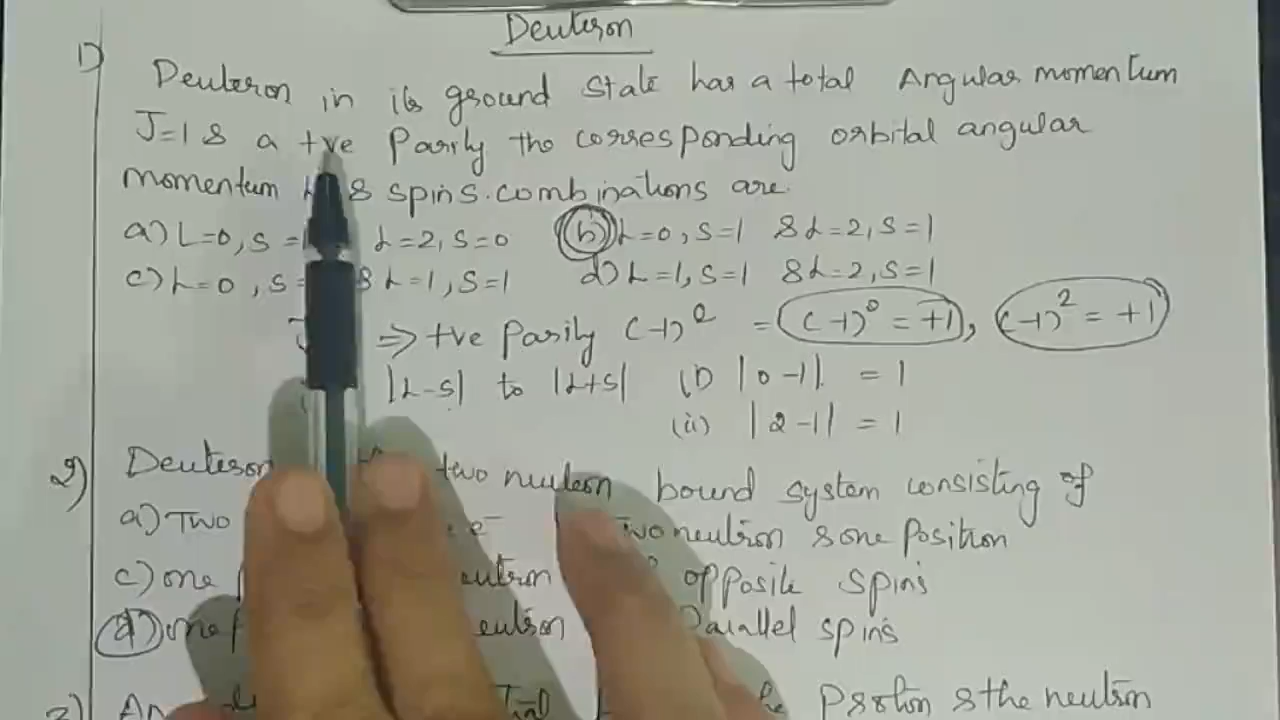 Deuteron
1) Deuteron in its ground State has a total Angular momentum
J=1 & a +ve Parity the corresponding orbital angular
momentum & spins.combinations are.
a) L=0, S = L=2, S=0 (b) L=0, S=1 & L=2, S=1
c) L=0, S= & L=1, S=1 d) L=1, S=1 & L=2, S=1
⇒ +ve Parity (-1)^l = (-1)^0 = +1, (-1)^2 = +1
|L-S| to |L+S| (i) |0-1| = 1
(ii) |2-1| = 1
2) Deuteron two nucleon bound system consisting of
a) Two e⁻ Two neutron & one Position
c) one opposite spins
d) one Parallel spins
3) Proton & the neutron